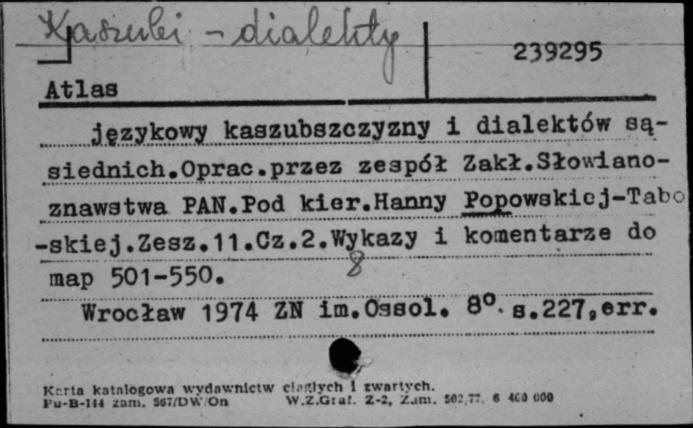 Kaszubi - dialekty
239295
Atlas
językowy kaszubszczyzny i dialektów są-
siednich.Oprac.przez zespół Zakł.Słowiano-
znawstwa PAN.Pod kier.Hanny Popowskiej-Tabo
-skiej.Zesz.11.Cz.2.Wykazy i komentarze do
8
map 501-550.
Wrocław 1974 ZN im.Ossol. 8º. s.227,err.
Karta katalogowa wydawnictw ciągłych i zwartych.
Pu-B-144 zam. 567/DW/On W.Z.Graf. Z-2, Zam. 502/77. 6 400 000